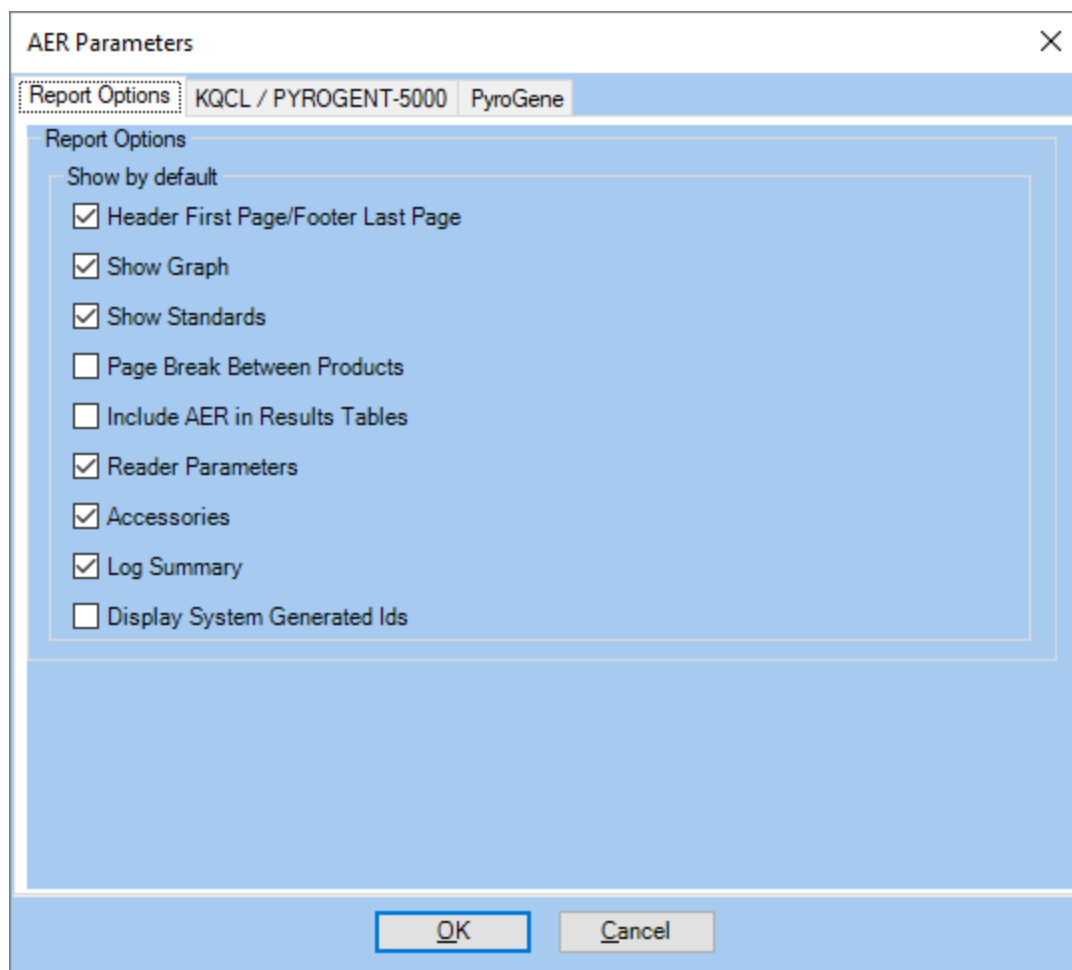 AER Parameters
Report Options KQCL / PYROGENT-5000 PyroGene
Report Options
Show by default
Header First Page/Footer Last Page
Show Graph
Show Standards
Page Break Between Products
Include AER in Results Tables
Reader Parameters
Accessories
Log Summary
Display System Generated Ids
OK Cancel